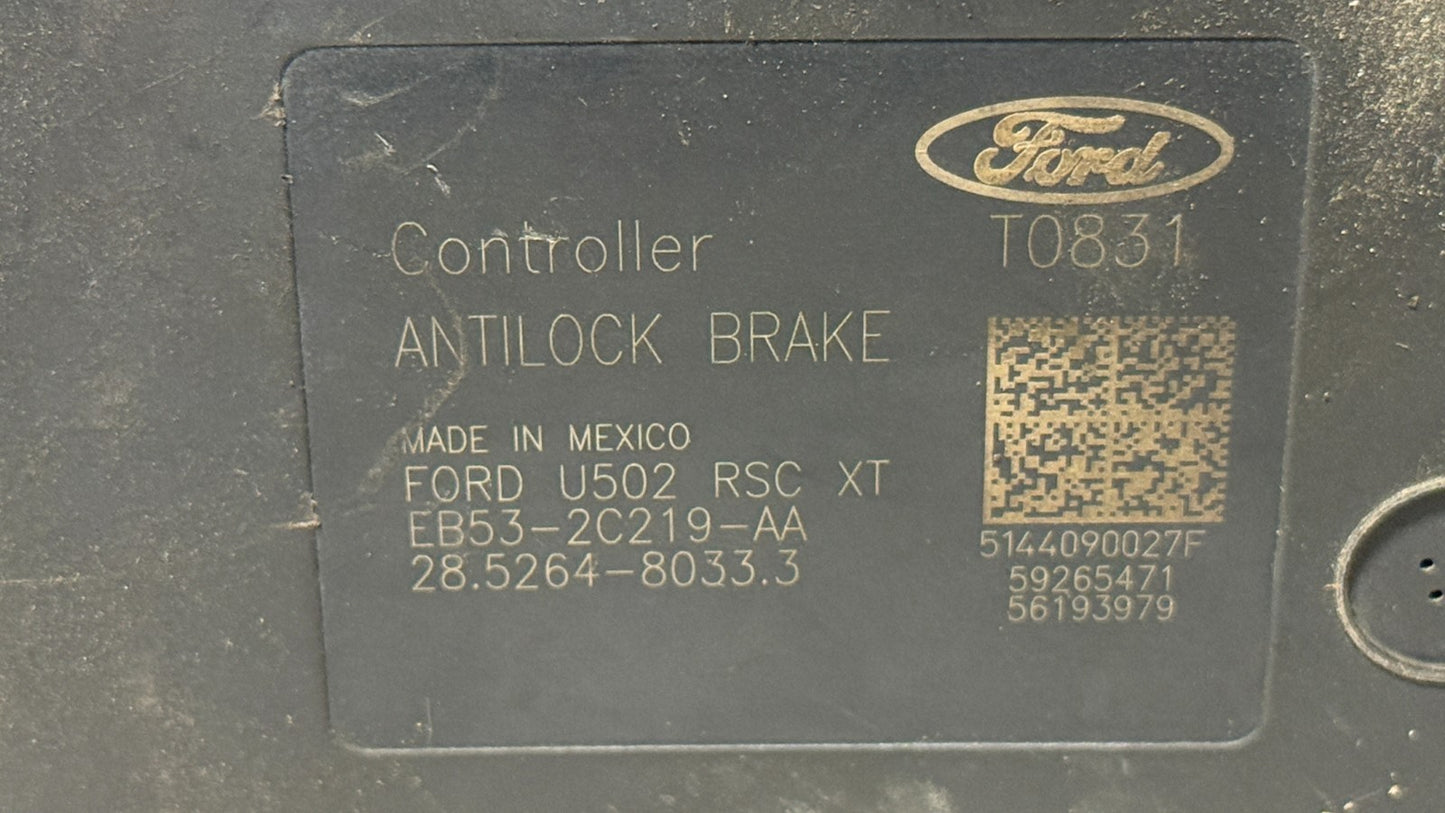 Ford
T0831
Controller
ANTILOCK BRAKE
MADE IN MEXICO
FORD U502 RSC XT
EB53-2C219-AA
28.5264-8033.3
5144090027F
59265471
56193979